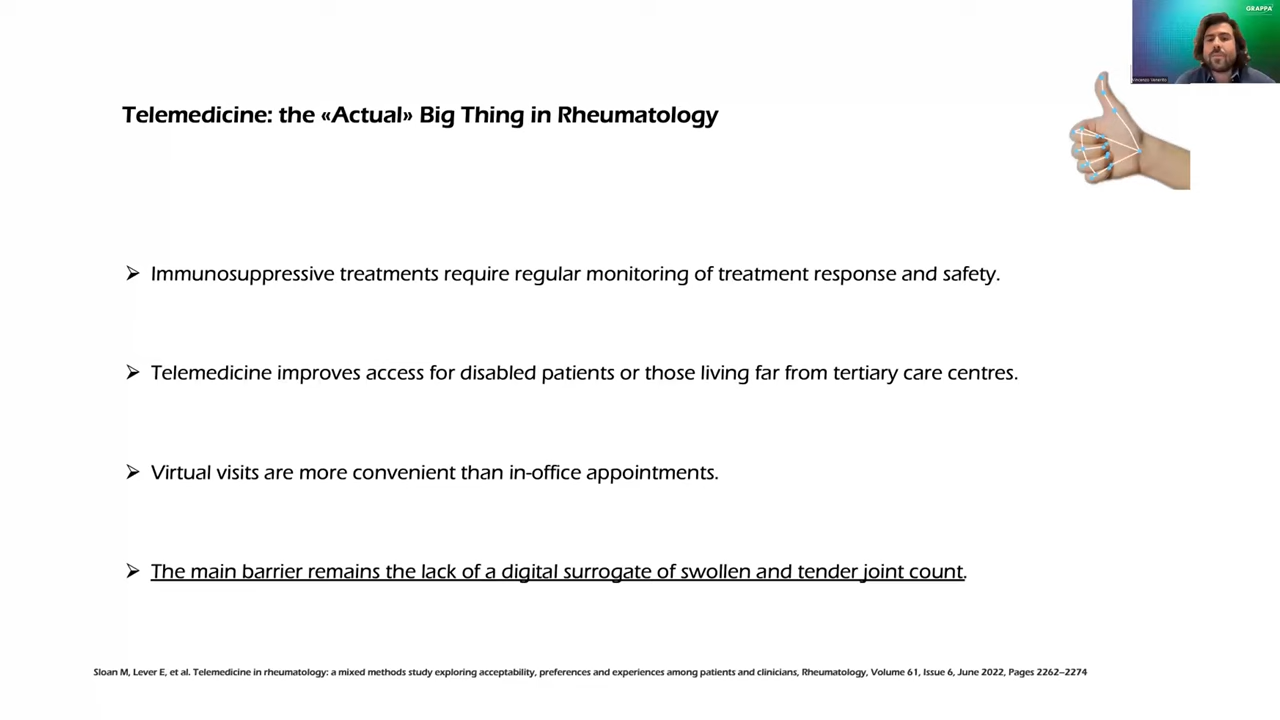 GRAPPA
Telemedicine: the «Actual» Big Thing in Rheumatology
Immunosuppressive treatments require regular monitoring of treatment response and safety.
Telemedicine improves access for disabled patients or those living far from tertiary care centres.
Virtual visits are more convenient than in-office appointments.
The main barrier remains the lack of a digital surrogate of swollen and tender joint count.
Sloan M, Lever E, et al. Telemedicine in rheumatology: a mixed methods study exploring acceptability, preferences and experiences among patients and clinicians, Rheumatology, Volume 61, Issue 6, June 2022, Pages 2262–2274